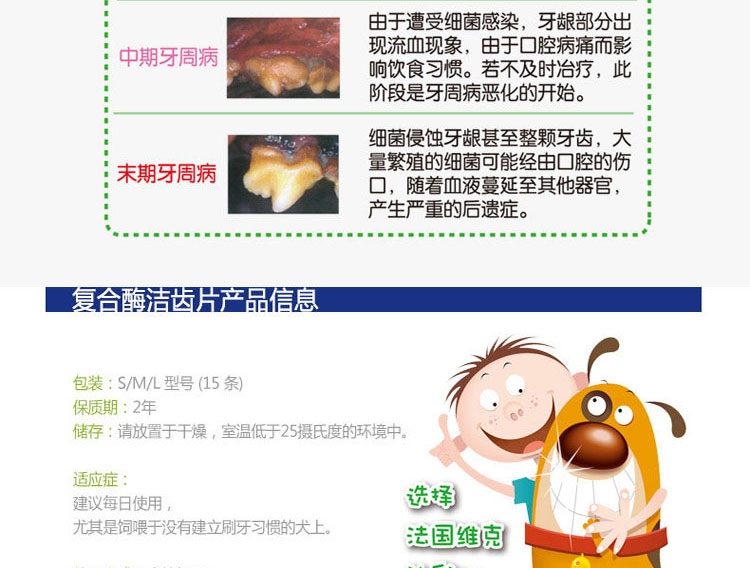 中期牙周病
由于遭受细菌感染，牙龈部分出
现流血现象，由于口腔病痛而影
响饮食习惯。若不及时冶疗，此
阶段是牙周病恶化的开始。
末期牙周病
细菌侵蚀牙龈甚至整颗牙齿，大
量繁殖的细菌可能经由口腔的伤
口，随着血液蔓延至其他器官，
产生严重的后遗症。
复合酶洁齿片产品信息
包装：S/M/L 型号 (15 条)
保质期：2年
储存：请放置于干燥，室温低于25摄氏度的环境中。
适应症：
建议每日使用，
尤其是饲喂于没有建立刷牙习惯的犬上。
选择
法国维克